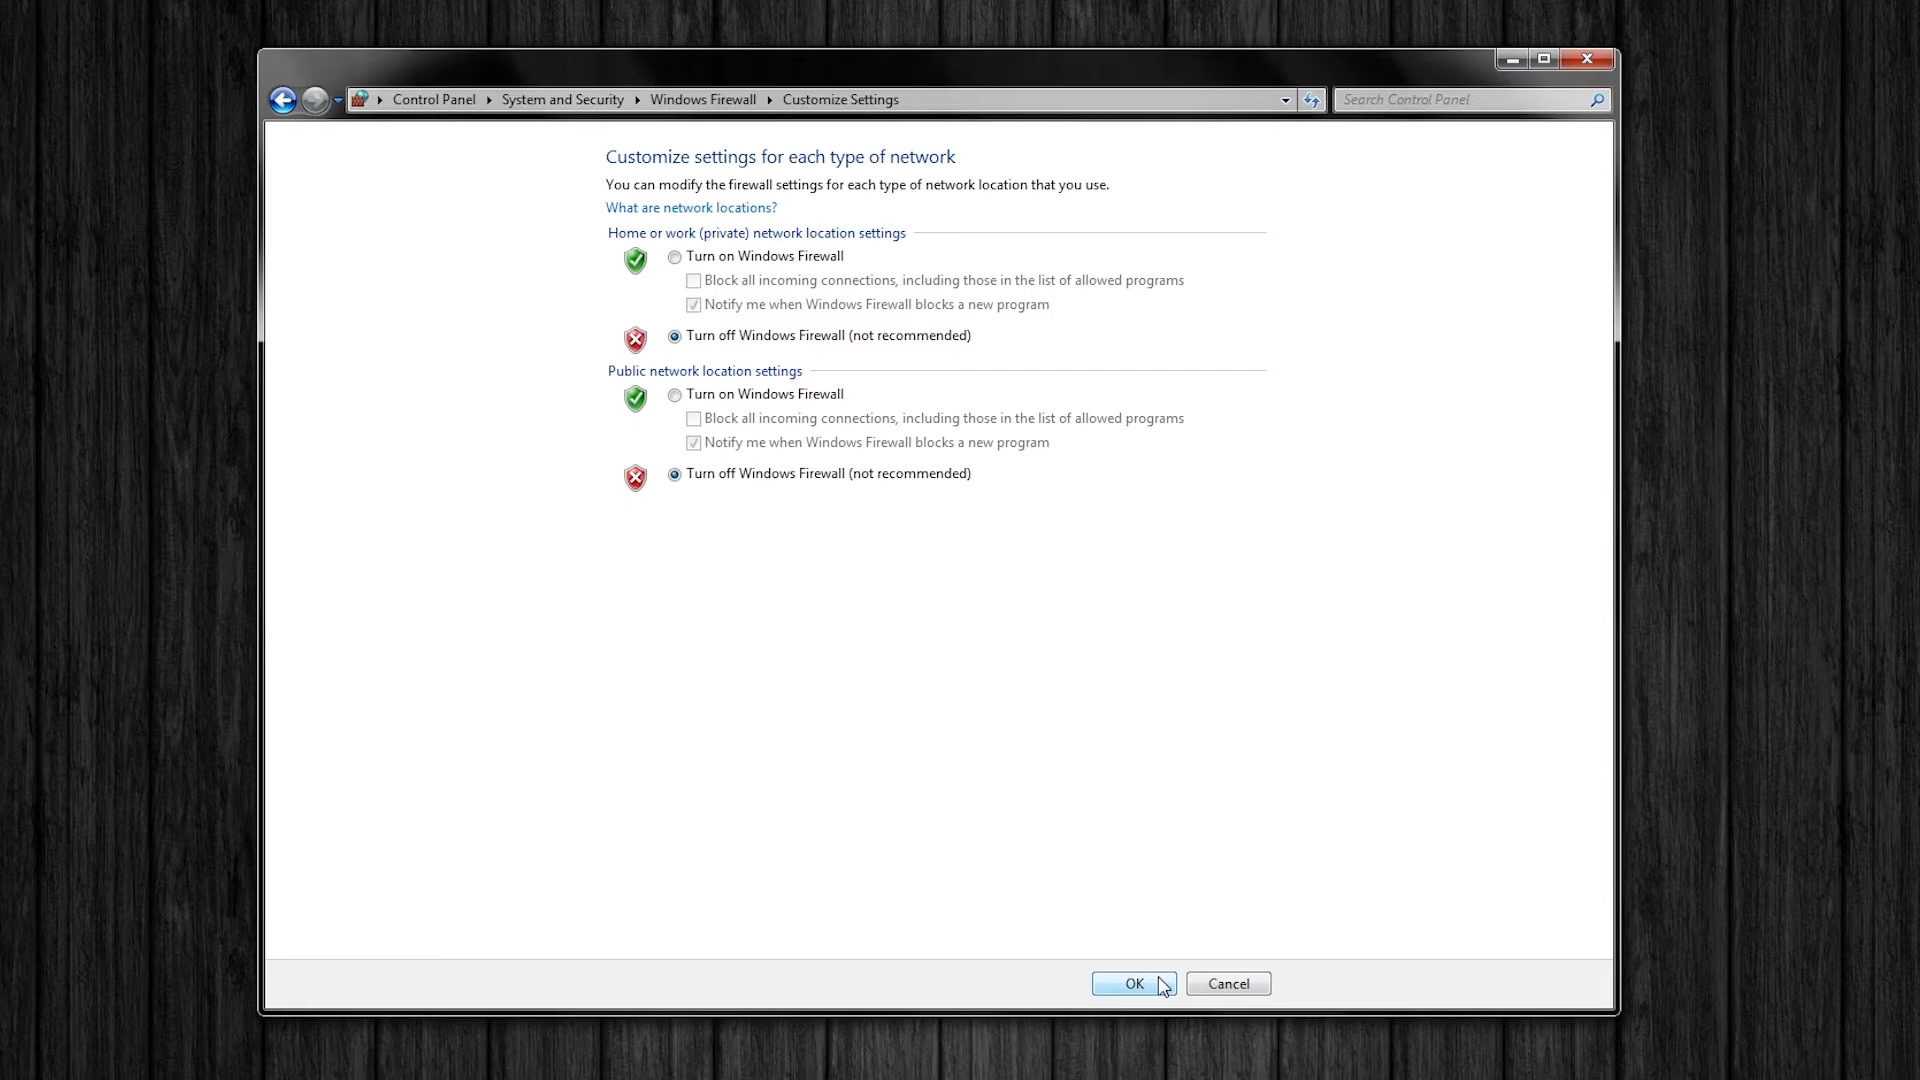 Control Panel System and Security Windows Firewall Customize Settings
Search Control Panel
Customize settings for each type of network
You can modify the firewall settings for each type of network location that you use.
What are network locations?
Home or work (private) network location settings
Turn on Windows Firewall
Block all incoming connections, including those in the list of allowed programs
Notify me when Windows Firewall blocks a new program
Turn off Windows Firewall (not recommended)
Public network location settings
Turn on Windows Firewall
Block all incoming connections, including those in the list of allowed programs
Notify me when Windows Firewall blocks a new program
Turn off Windows Firewall (not recommended)
OK Cancel